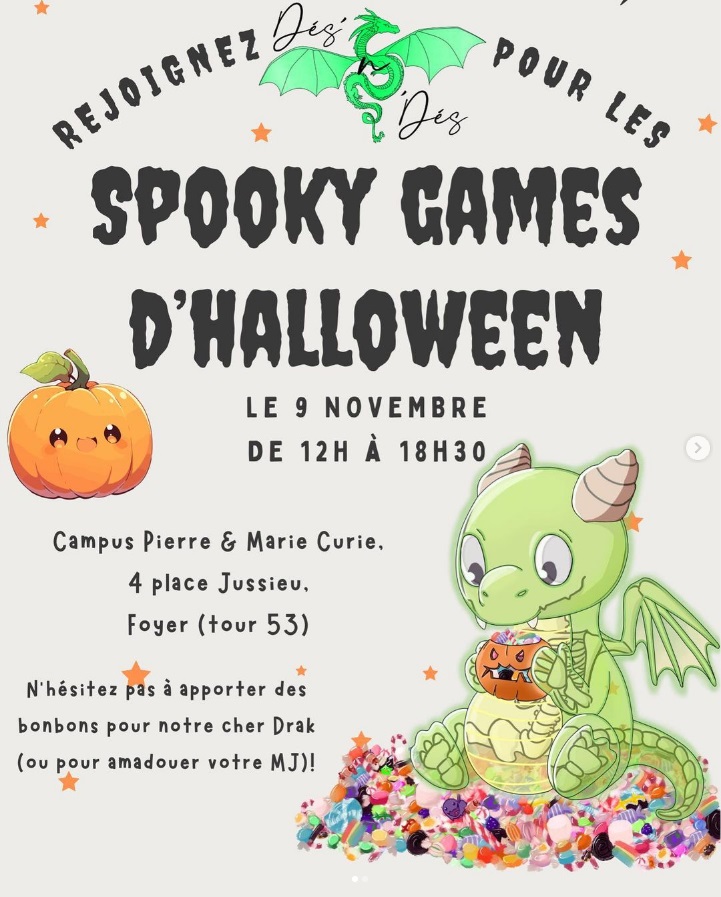 REJOIGNEZ Dés' n 'Dés POUR LES
SPOOKY GAMES
D'HALLOWEEN
LE 9 NOVEMBRE
DE 12H À 18H30
Campus Pierre & Marie Curie,
4 place Jussieu,
Foyer (tour 53)
N'hésitez pas à apporter des
bonbons pour notre cher Drak
(ou pour amadouer votre MJ)!